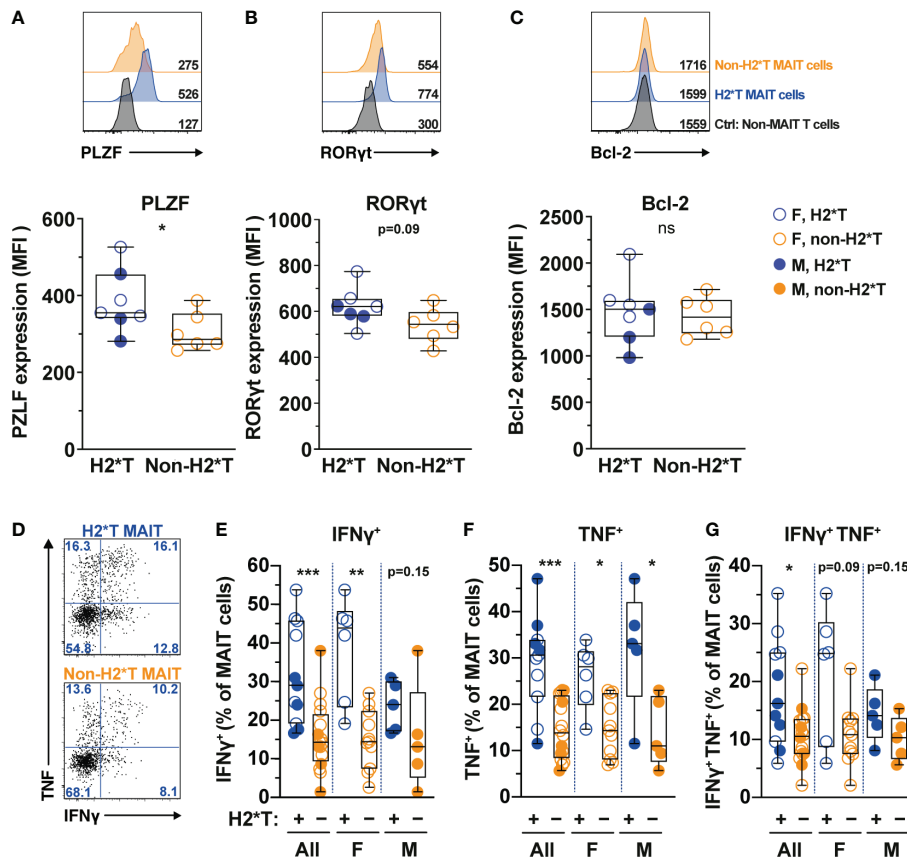 A
275
526
127
PLZF
B
554
774
300
RORγt
C
1716 Non-H2*T MAIT cells
1599 H2*T MAIT cells
1559 Ctrl: Non-MAIT T cells
Bcl-2
PLZF
*
PZLF expression (MFI)
600
400
200
0
H2*T Non-H2*T
RORγt
p=0.09
RORγt expression (MFI)
1000
800
600
400
200
0
H2*T Non-H2*T
Bcl-2
ns
Bcl-2 expression (MFI)
2500
2000
1500
1000
500
0
H2*T Non-H2*T
F, H2*T
F, non-H2*T
M, H2*T
M, non-H2*T
D
H2*T MAIT
16.3 16.1
54.8 12.8
Non-H2*T MAIT
13.6 10.2
68.1 8.1
TNF
IFNγ
E
IFNγ⁺
IFNγ⁺ (% of MAIT cells)
60
50
40
30
20
10
0
*** ** p=0.15
H2*T: + − + − + −
All F M
F
TNF⁺
TNF⁺ (% of MAIT cells)
50
40
30
20
10
0
*** * *
+ − + − + −
All F M
G
IFNγ⁺ TNF⁺
IFNγ⁺ TNF⁺ (% of MAIT cells)
40
30
20
10
0
* p=0.09 p=0.15
+ − + − + −
All F M